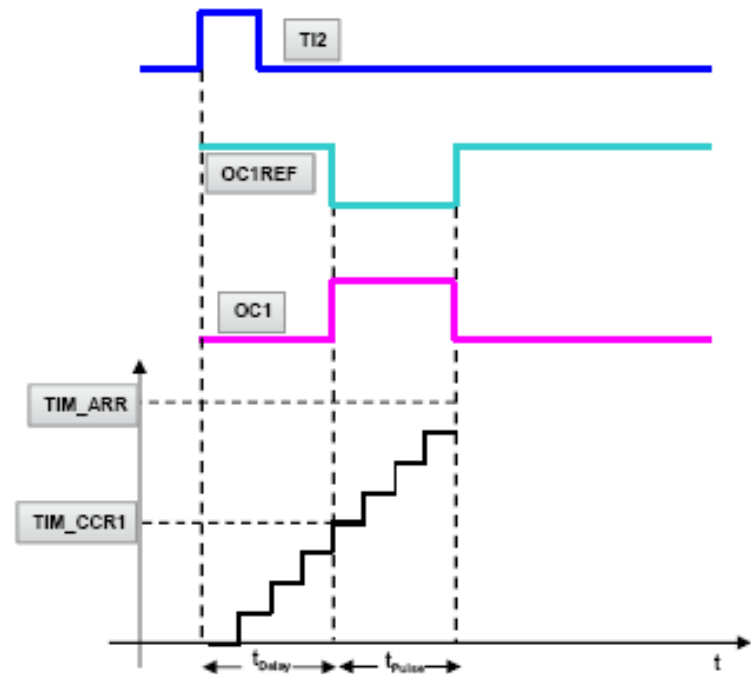 TI2
OC1REF
OC1
TIM_ARR
TIM_CCR1
tDelay
tPulse
t